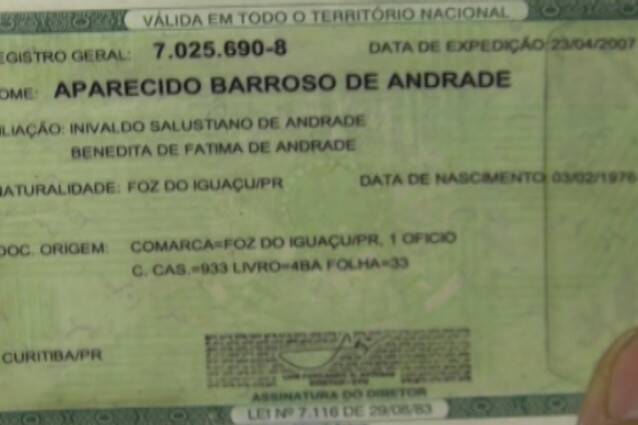 VÁLIDA EM TODO O TERRITÓRIO NACIONAL
EGISTRO GERAL: 7.025.690-8 DATA DE EXPEDIÇÃO 23/04/2007
OME: APARECIDO BARROSO DE ANDRADE
ILIAÇÃO: INIVALDO SALUSTIANO DE ANDRADE
BENEDITA DE FATIMA DE ANDRADE
NATURALIDADE: FOZ DO IGUAÇU/PR DATA DE NASCIMENTO 03/02/1976
DOC. ORIGEM: COMARCA=FOZ DO IGUAÇU/PR, 1 OFICIO
C. CAS.=933 LIVRO=4BA FOLHA=33
CURITIBA/PR
ASSINATURA DO DIRETOR
LEI Nº 7.116 DE 29/08/83